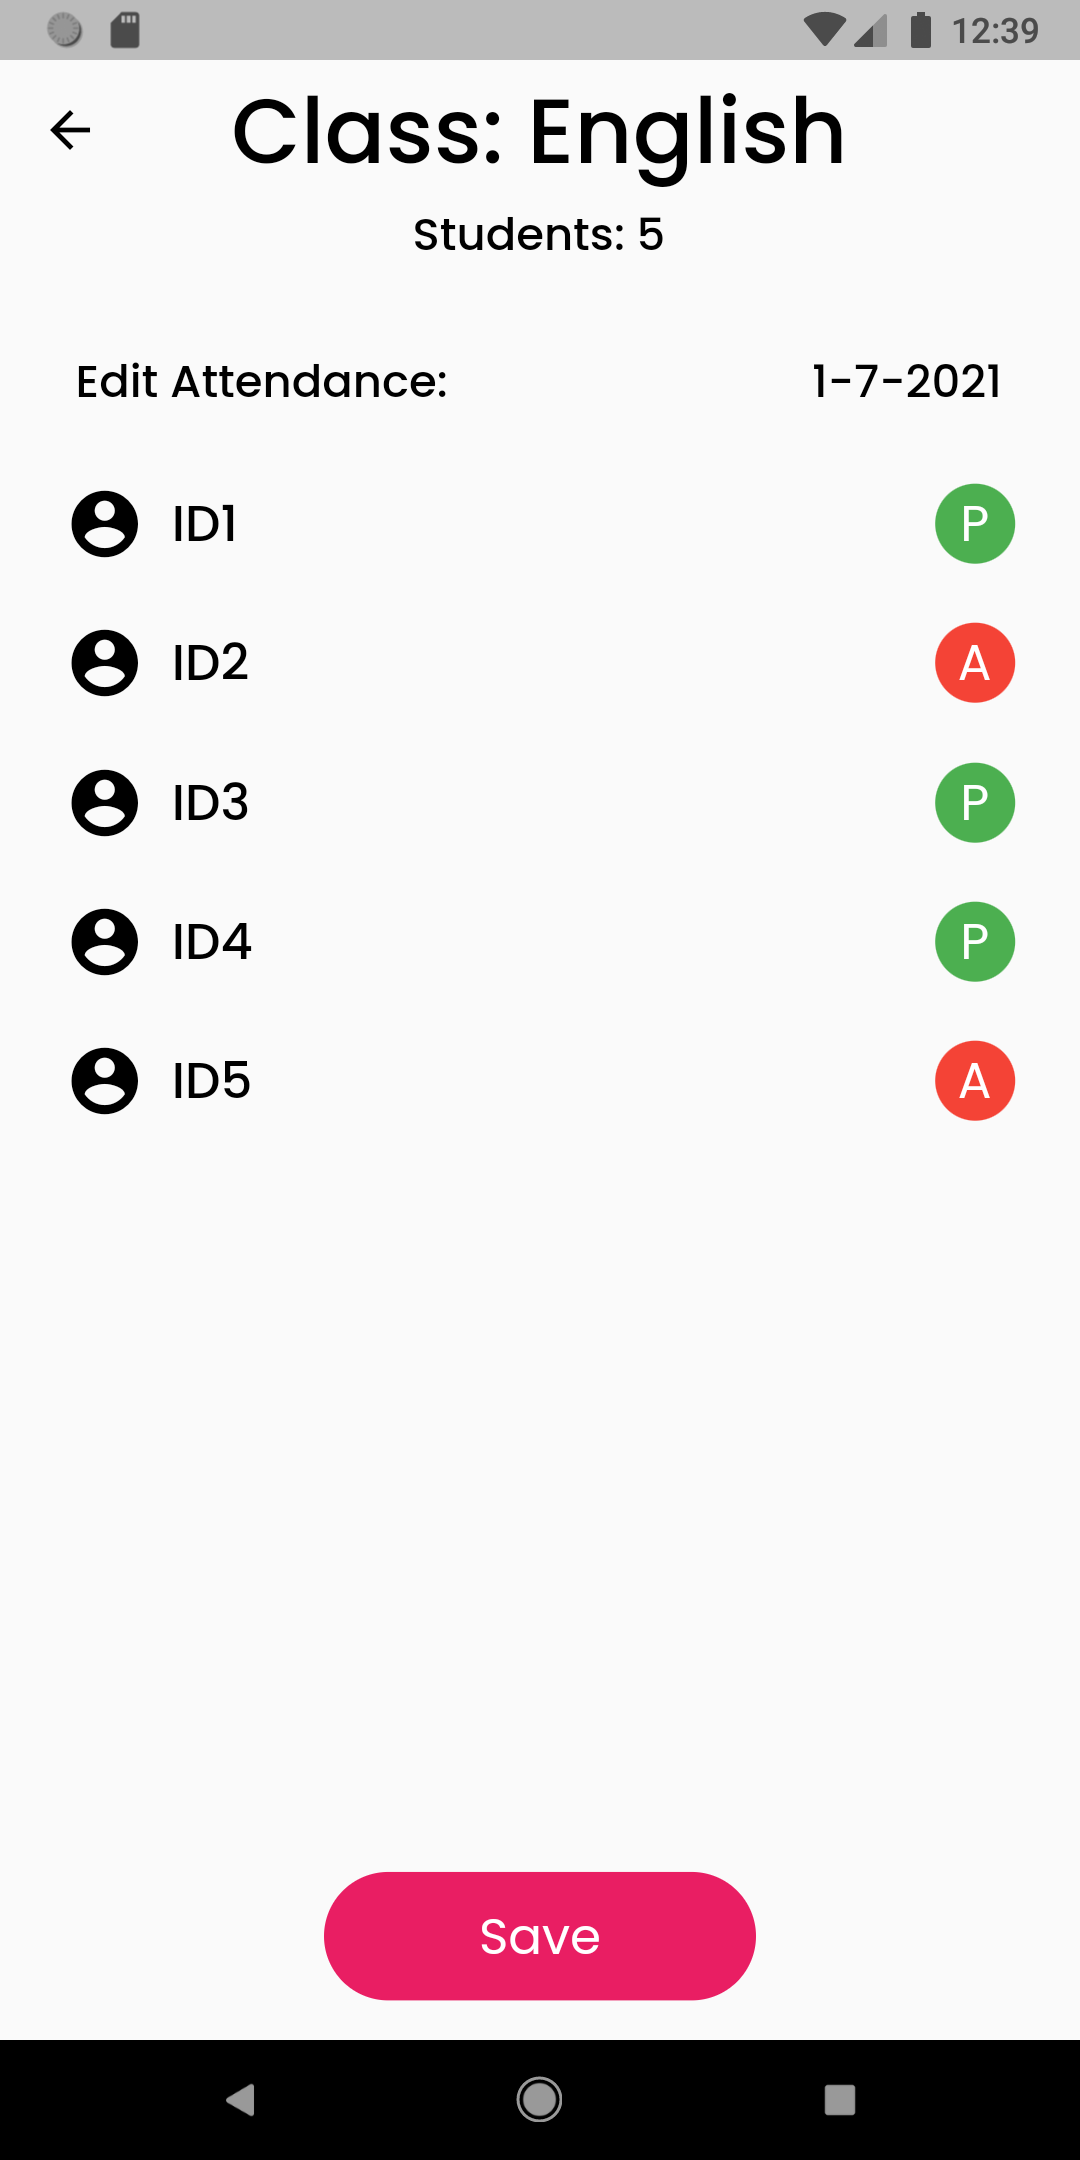 12:39
Class: English
Students: 5
Edit Attendance: 1-7-2021
ID1 P
ID2 A
ID3 P
ID4 P
ID5 A
Save